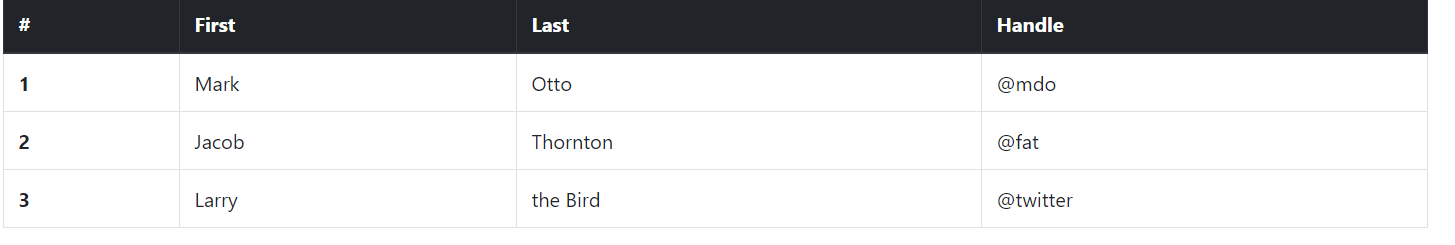 # First Last Handle
1 Mark Otto @mdo
2 Jacob Thornton @fat
3 Larry the Bird @twitter